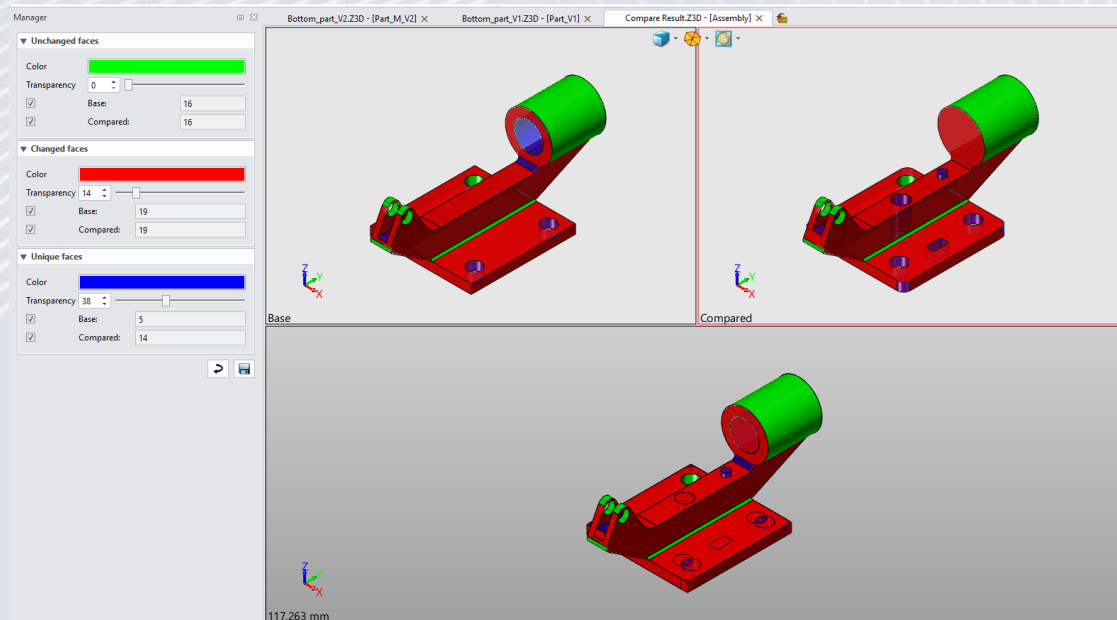 Manager
Bottom_part_V2.Z3D - [Part_M_V2]
Bottom_part_V1.Z3D - [Part_V1]
Compare Result.Z3D - [Assembly]
Unchanged faces
Color
Transparency 0
Base: 16
Compared: 16
Changed faces
Color
Transparency 14
Base: 19
Compared: 19
Unique faces
Color
Transparency 38
Base: 5
Compared: 14
Z
Y
X
Base
Z
Y
X
Compared
Z
Y
X
117.263 mm